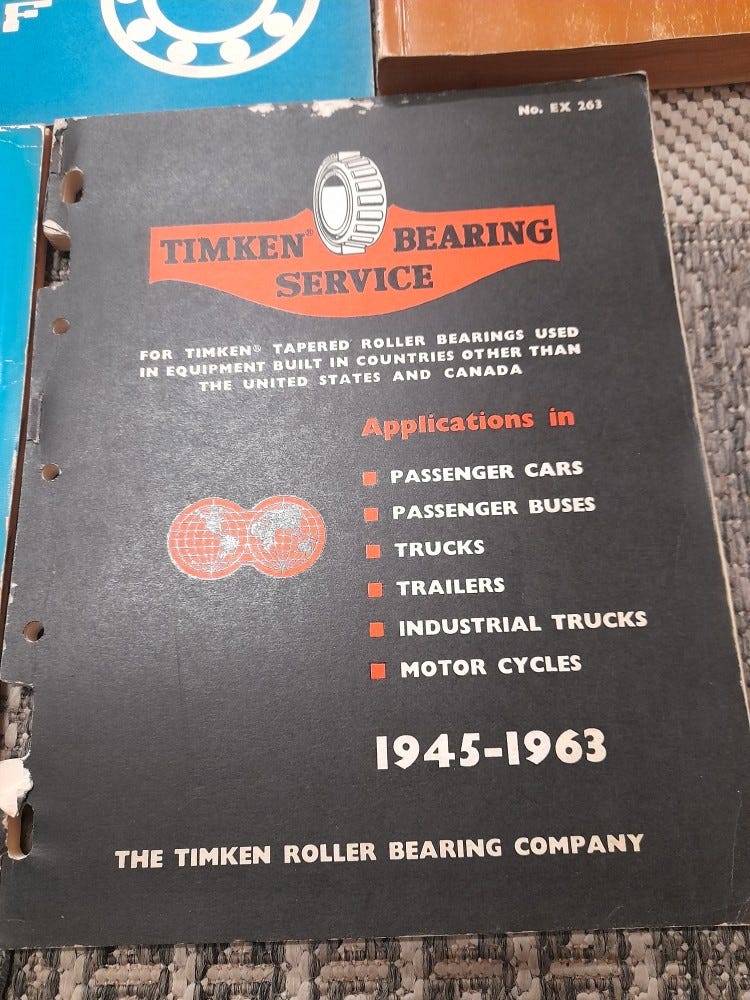 F
No. EX 263
TIMKEN® BEARING
SERVICE
FOR TIMKEN® TAPERED ROLLER BEARINGS USED
IN EQUIPMENT BUILT IN COUNTRIES OTHER THAN
THE UNITED STATES AND CANADA
Applications in
PASSENGER CARS
PASSENGER BUSES
TRUCKS
TRAILERS
INDUSTRIAL TRUCKS
MOTOR CYCLES
1945-1963
THE TIMKEN ROLLER BEARING COMPANY